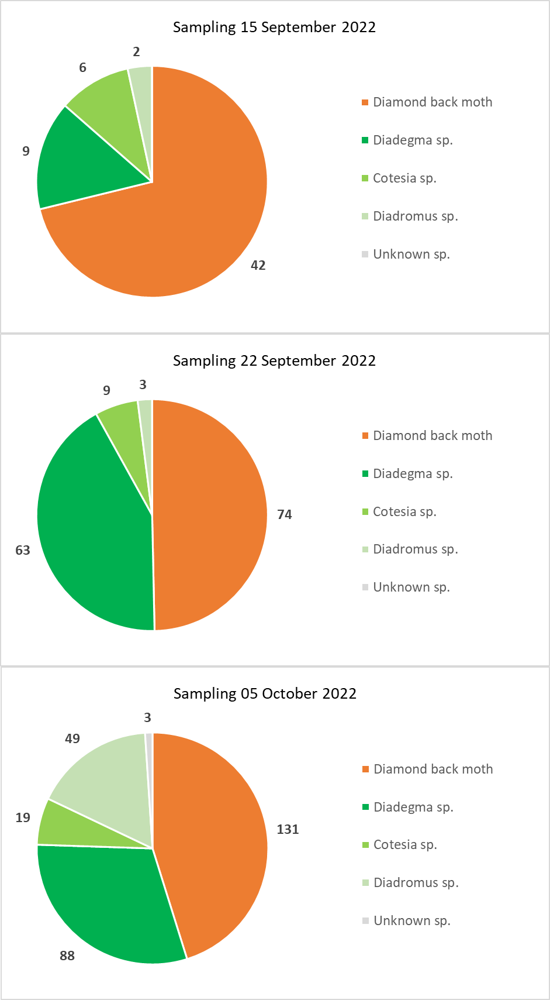 Sampling 15 September 2022
2
6
9
42
Diamond back moth
Diadegma sp.
Cotesia sp.
Diadromus sp.
Unknown sp.
Sampling 22 September 2022
3
9
63
74
Diamond back moth
Diadegma sp.
Cotesia sp.
Diadromus sp.
Unknown sp.
Sampling 05 October 2022
3
49
19
131
88
Diamond back moth
Diadegma sp.
Cotesia sp.
Diadromus sp.
Unknown sp.